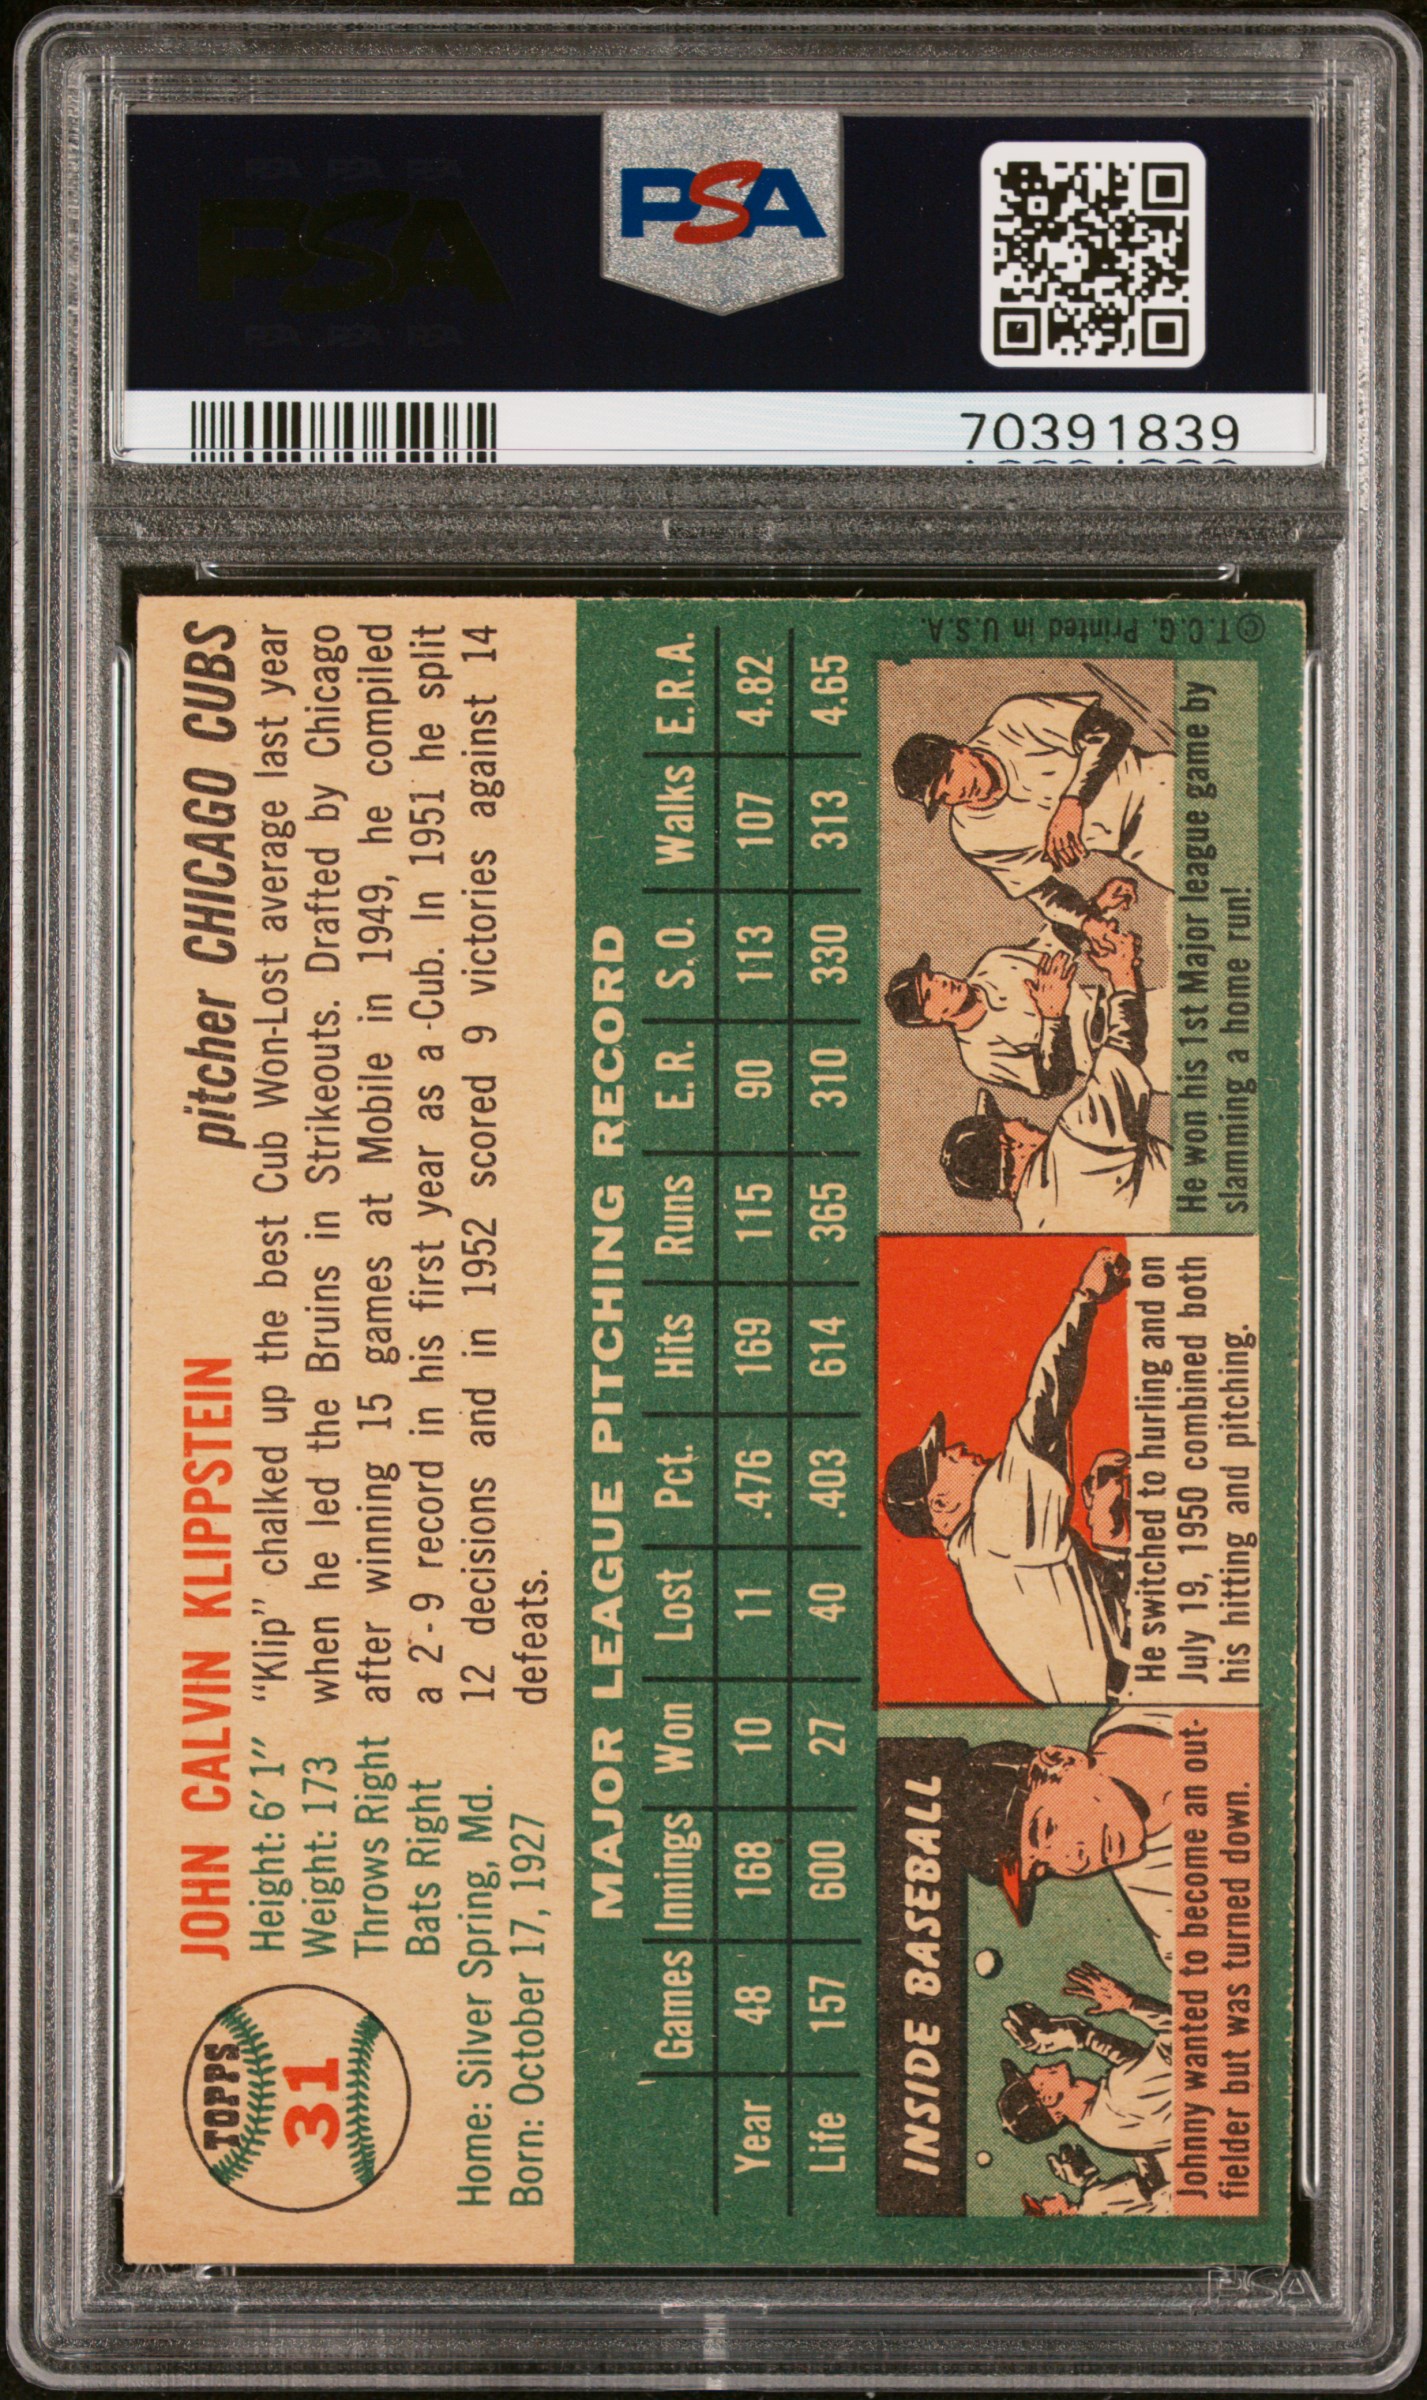 PSA PSA PSA
PSA
PSA PSA PSA
PSA
70391839
TOPPS
31
JOHN CALVIN KLIPPSTEIN
pitcher CHICAGO CUBS
Height: 6' 1"
Weight: 173
Throws Right
Bats Right
Home: Silver Spring, Md.
Born: October 17, 1927
"Klip" chalked up the best Cub Won-Lost average last year
when he led the Bruins in Strikeouts. Drafted by Chicago
after winning 15 games at Mobile in 1949, he compiled
a 2-9 record in his first year as a Cub. In 1951 he split
12 decisions and in 1952 scored 9 victories against 14
defeats.
MAJOR LEAGUE PITCHING RECORD
Games Innings Won Lost Pct. Hits Runs E.R. S.O. Walks E.R.A.
Year 48 168 10 11 .476 169 115 90 113 107 4.82
Life 157 600 27 40 .403 614 365 310 330 313 4.65
INSIDE BASEBALL
Johnny wanted to become an out-
fielder but was turned down.
He switched to hurling and on
July 19, 1950 combined both
his hitting and pitching.
He won his 1st Major league game by
slamming a home run!
© T.C.G. Printed in U.S.A.
PSA